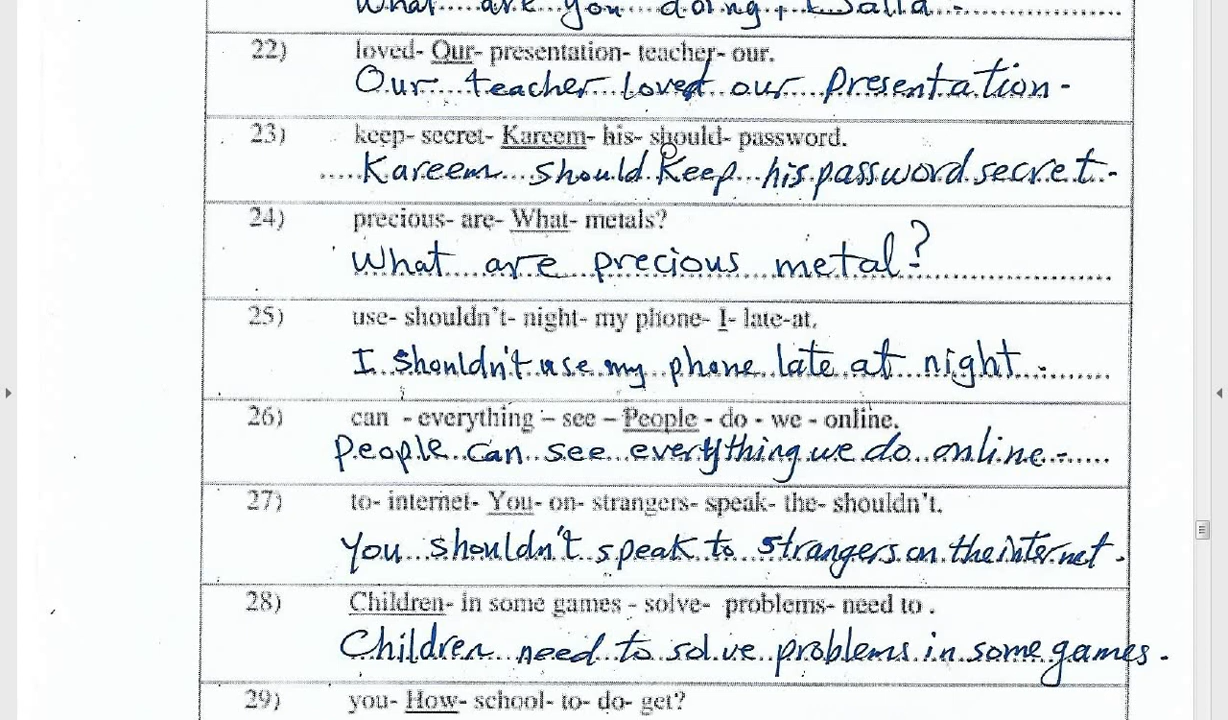 What are you doing,
22) loved- Our- presentation- teacher- our.
Our teacher loved our presentation.
23) keep- secret- Kareem- his- should- password.
Kareem should keep his password secret.
24) precious- are- What- metals?
What are precious metal?
25) use- shouldn't- night- my phone- I- late-at.
I shouldn't use my phone late at night.
26) can - everything – see – People - do - we - online.
People can see everything we do online.
27) to- internet- You- on- strangers- speak- the- shouldn't.
You shouldn't speak to strangers on the internet.
28) Children- in some games - solve- problems- need to .
Children need to solve problems in some games.
29) you- How- school- to- do- get?